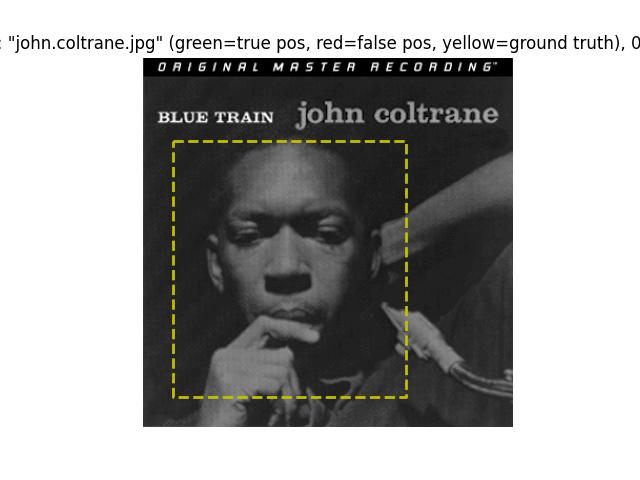 : "john.coltrane.jpg" (green=true pos, red=false pos, yellow=ground truth), 0
ORIGINAL MASTER RECORDING™
BLUE TRAIN john coltrane